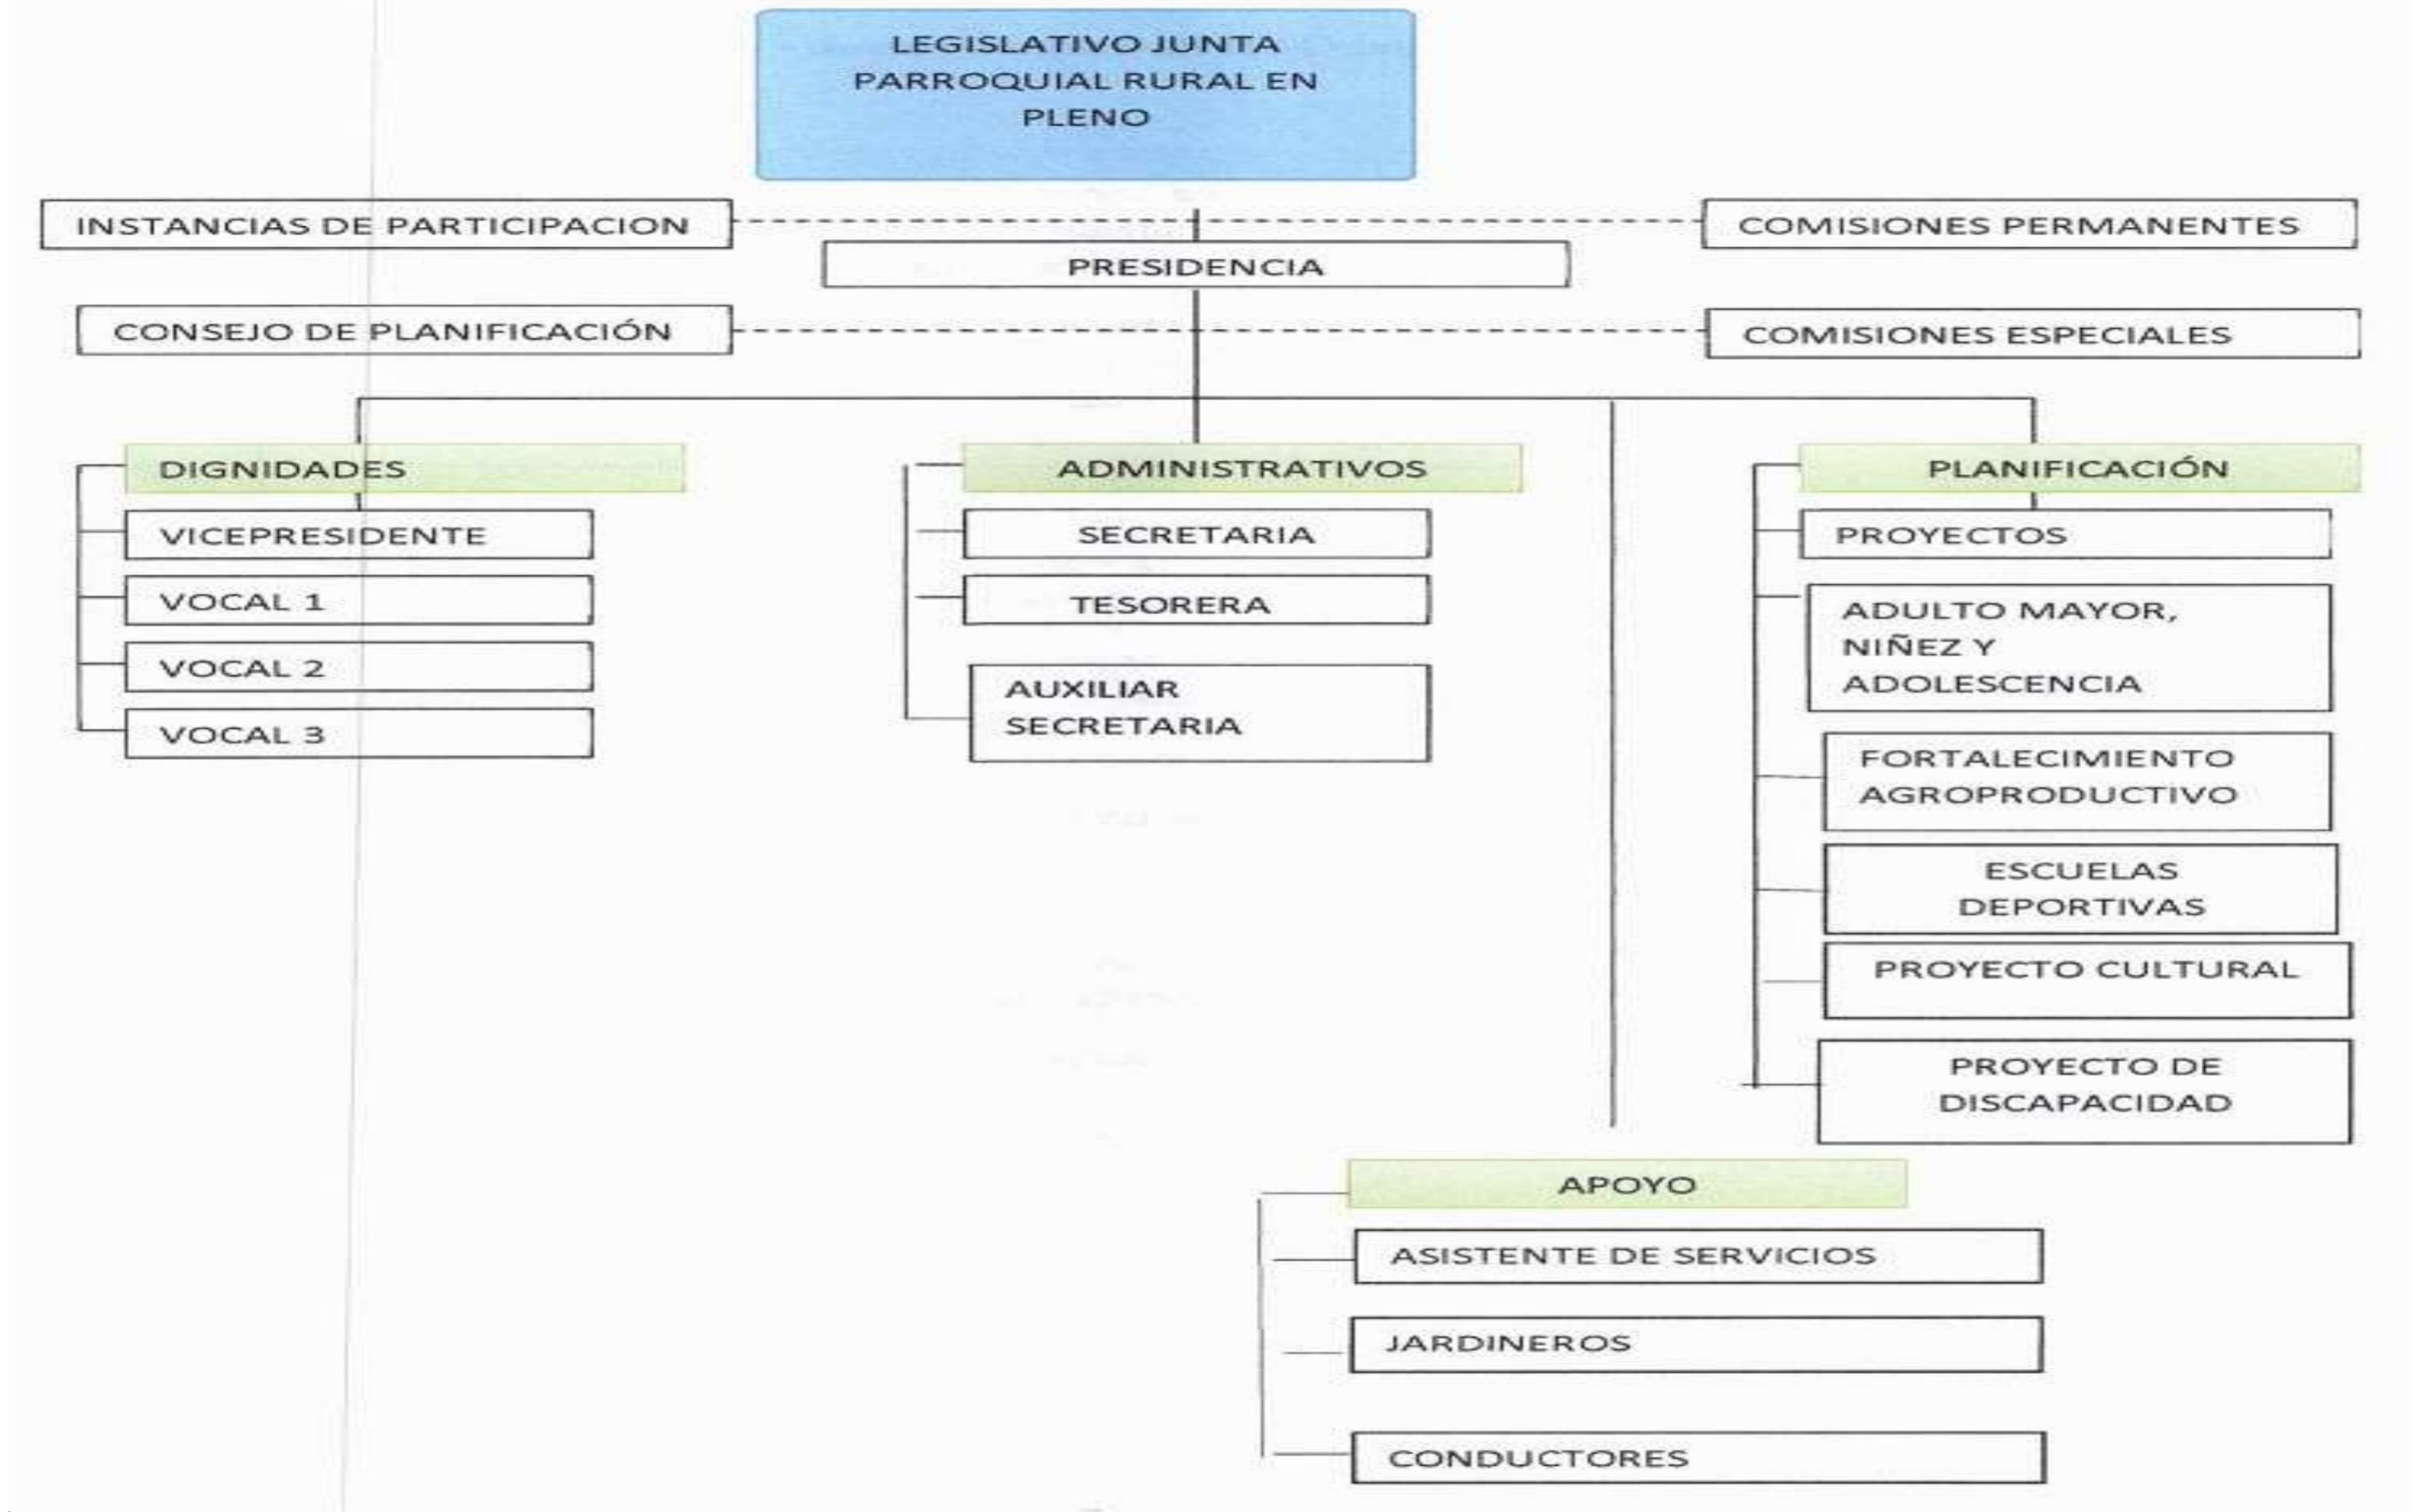 LEGISLATIVO JUNTA
PARROQUIAL RURAL EN
PLENO
INSTANCIAS DE PARTICIPACION
COMISIONES PERMANENTES
PRESIDENCIA
CONSEJO DE PLANIFICACIÓN
COMISIONES ESPECIALES
DIGNIDADES
VICEPRESIDENTE
VOCAL 1
VOCAL 2
VOCAL 3
ADMINISTRATIVOS
SECRETARIA
TESORERA
AUXILIAR
SECRETARIA
PLANIFICACIÓN
PROYECTOS
ADULTO MAYOR,
NIÑEZ Y
ADOLESCENCIA
FORTALECIMIENTO
AGROPRODUCTIVO
ESCUELAS
DEPORTIVAS
PROYECTO CULTURAL
PROYECTO DE
DISCAPACIDAD
APOYO
ASISTENTE DE SERVICIOS
JARDINEROS
CONDUCTORES